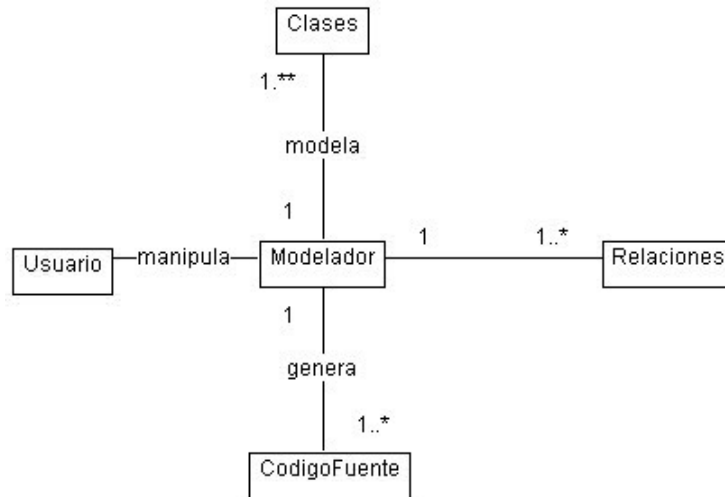 Clases
1.**
modela
1
Usuario
manipula
Modelador
1
1..*
Relaciones
1
genera
1..*
CodigoFuente